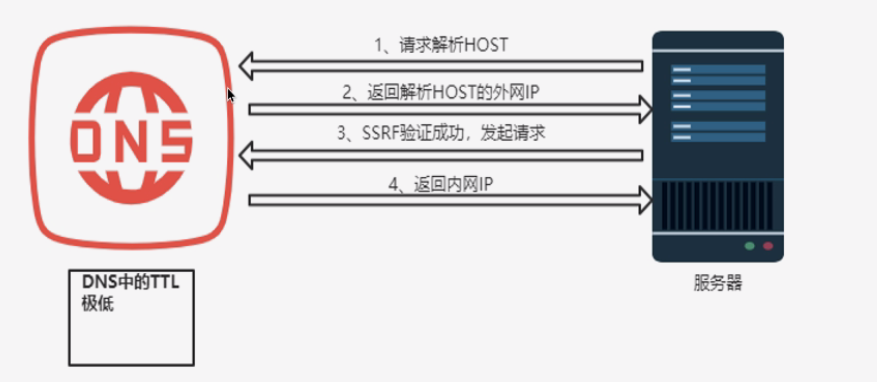 1、请求解析HOST
2、返回解析HOST的外网IP
3、SSRF验证成功，发起请求
4、返回内网IP
DNS
DNS中的TTL
极低
服务器